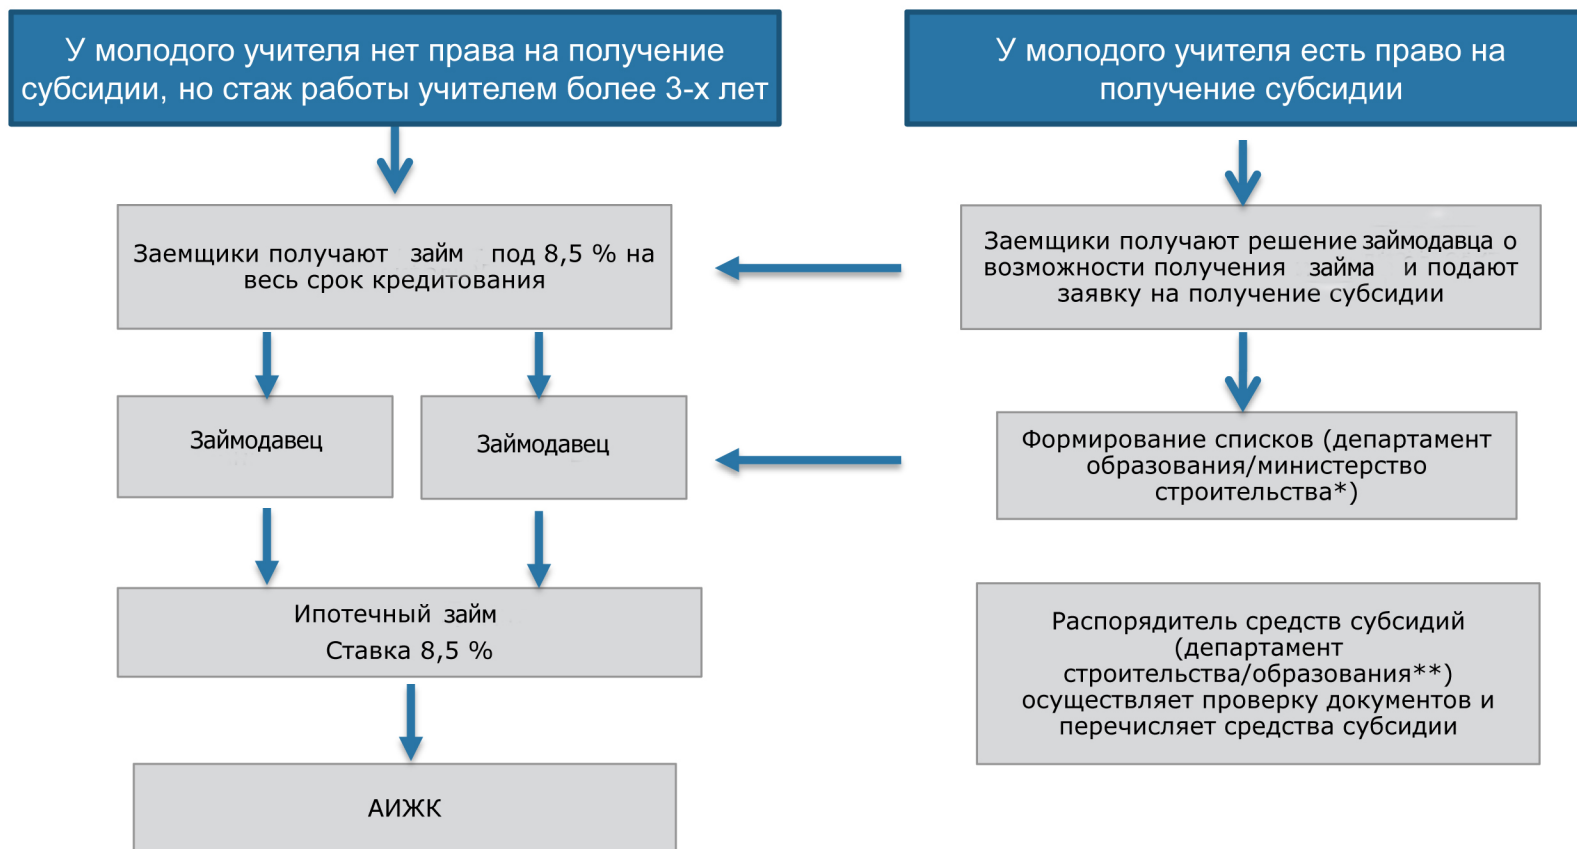 У молодого учителя нет права на получение
субсидии, но стаж работы учителем более 3-х лет
У молодого учителя есть право на
получение субсидии
Заемщики получают займ под 8,5 % на
весь срок кредитования
Заемщики получают решение займодавца о
возможности получения займа и подают
заявку на получение субсидии
Займодавец
Займодавец
Формирование списков (департамент
образования/министерство
строительства*)
Ипотечный займ
Ставка 8,5 %
Распорядитель средств субсидий
(департамент
строительства/образования**)
осуществляет проверку документов и
перечисляет средства субсидии
АИЖК